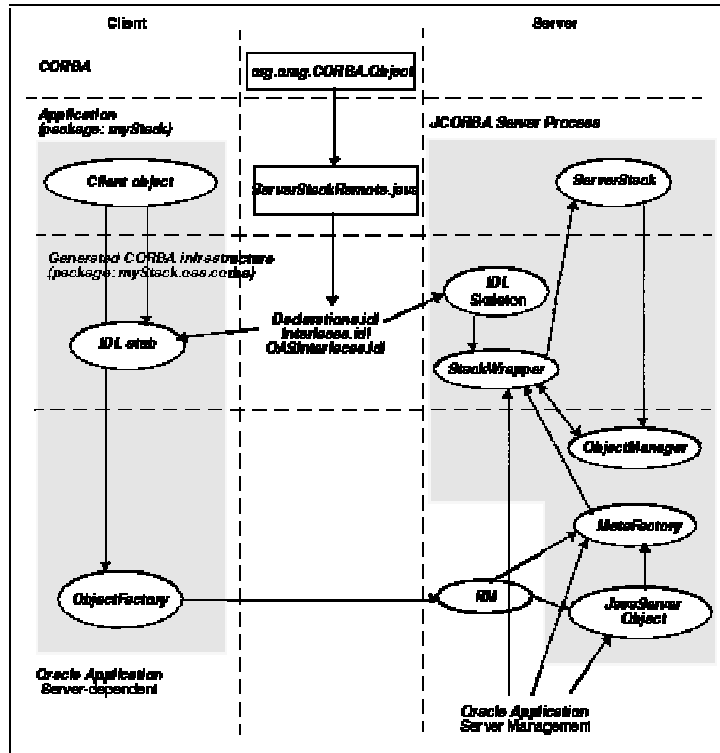 Client
Server
CORBA
org.omg.CORBA.Object
Application
(package: myStack)
JCORBA Server Process
Client object
ServerStackRemote.java
ServerStack
Generated CORBA infrastructure
(package: myStack.oas.corba)
IDL
Skeleton
Declarations.idl
Interfaces.idl
OASInterfaces.idl
IDL stub
StackWrapper
ObjectManager
MetaFactory
ObjectFactory
RM
JavaServer
Object
Oracle Application
Server-dependent
Oracle Application
Server Management